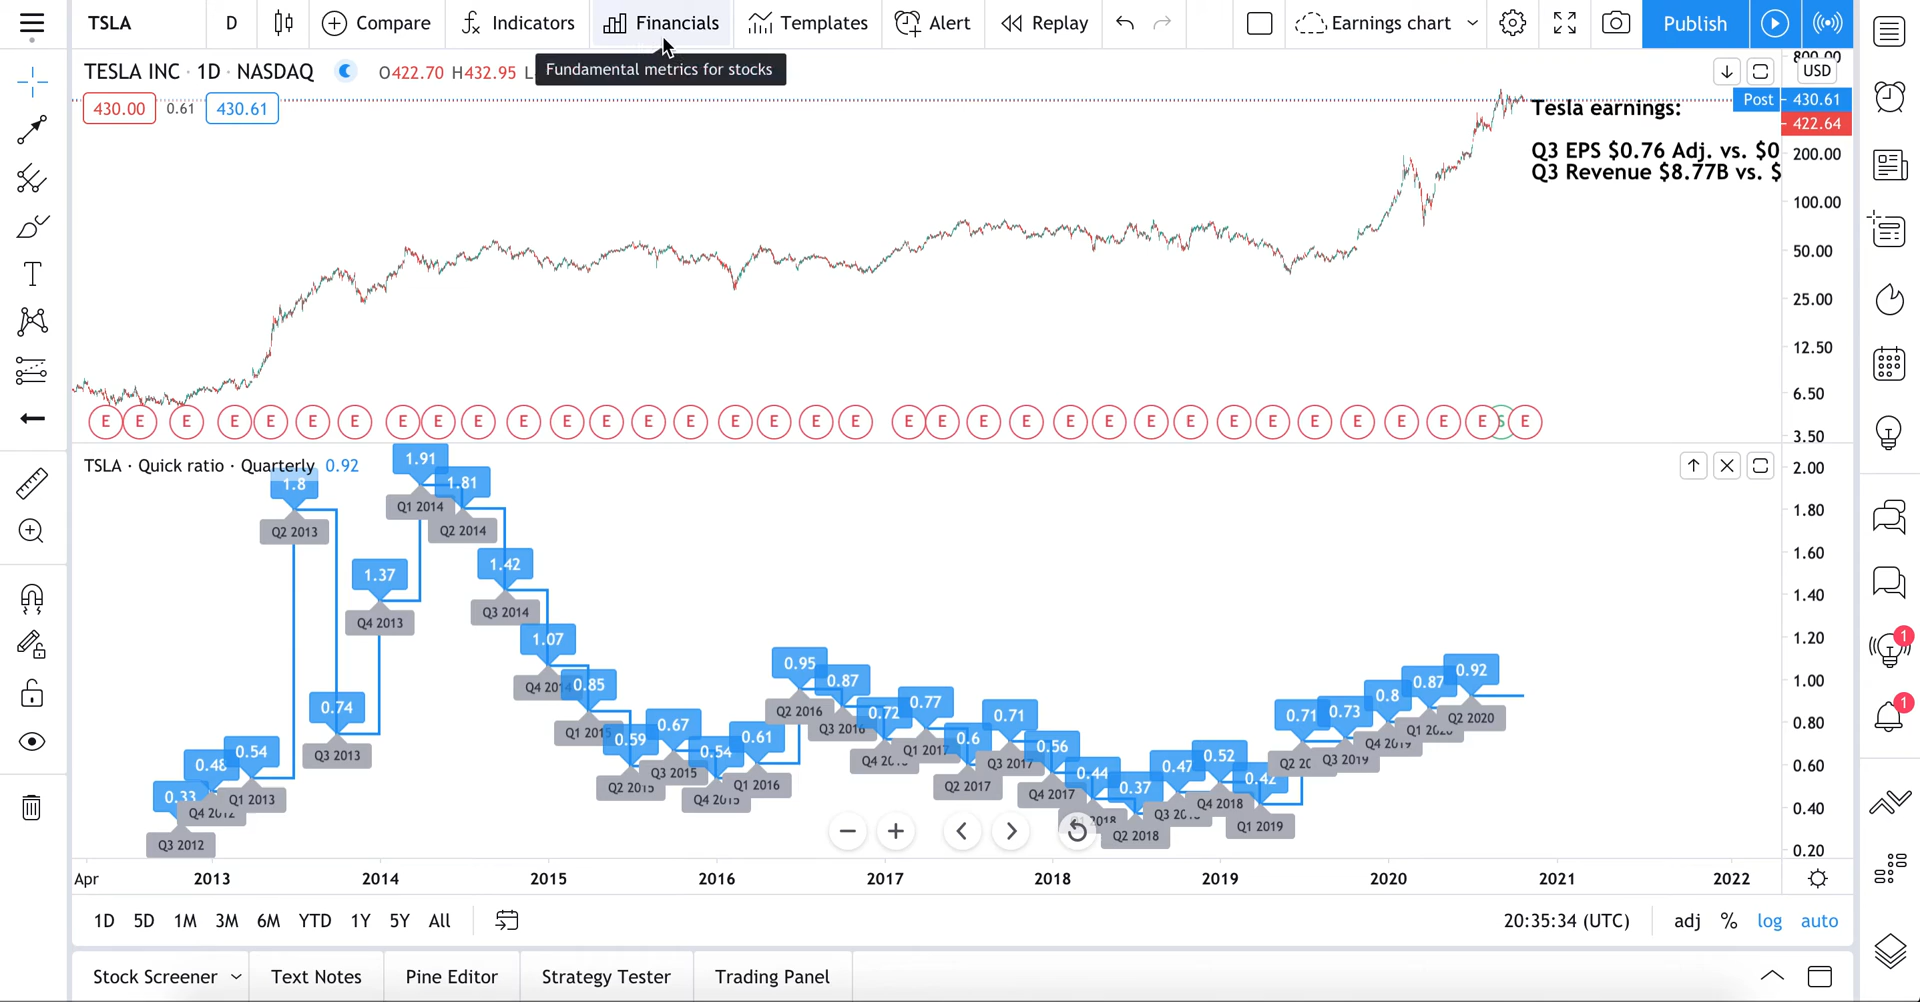 TSLA D Compare Indicators Financials Templates Alert Replay Earnings chart Publish
TESLA INC · 1D · NASDAQ O422.70 H432.95 L
Fundamental metrics for stocks
430.00 0.61 430.61
800.00
USD
Post 430.61
422.64
200.00
100.00
50.00
25.00
12.50
6.50
3.50
Tesla earnings:
Q3 EPS $0.76 Adj. vs. $0
Q3 Revenue $8.77B vs. $
E E E E E E E E E E E E E E E E E E E E E E E E E E E E E E E E E S E
TSLA · Quick ratio · Quarterly 0.92
2.00
1.80
1.60
1.40
1.20
1.00
0.80
0.60
0.40
0.20
0.33
Q3 2012
0.48
Q4 2012
0.54
Q1 2013
1.8
Q2 2013
0.74
Q3 2013
1.37
Q4 2013
1.91
Q1 2014
1.81
Q2 2014
1.42
Q3 2014
1.07
Q4 2014
0.85
Q1 2015
0.59
Q2 2015
0.67
Q3 2015
0.54
Q4 2015
0.61
Q1 2016
0.95
Q2 2016
0.87
Q3 2016
0.72
0.77
Q1 2017
0.6
Q2 2017
0.71
Q3 2017
0.56
Q4 2017
0.44
2018
0.37
Q2 2018
0.47
Q3
0.52
Q4 2018
0.42
Q1 2019
0.71
Q2
0.73
Q3 2019
0.8
Q4 2019
0.87
Q1 2020
0.92
Q2 2020
Apr 2013 2014 2015 2016 2017 2018 2019 2020 2021 2022
1D 5D 1M 3M 6M YTD 1Y 5Y All 20:35:34 (UTC) adj % log auto
Stock Screener Text Notes Pine Editor Strategy Tester Trading Panel
1
1